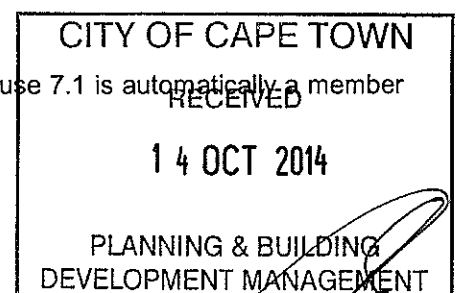 CITY OF CAPE TOWN
use 7.1 is automatically a member
RECEIVED
14 OCT 2014
PLANNING & BUILDING
DEVELOPMENT MANAGEMENT